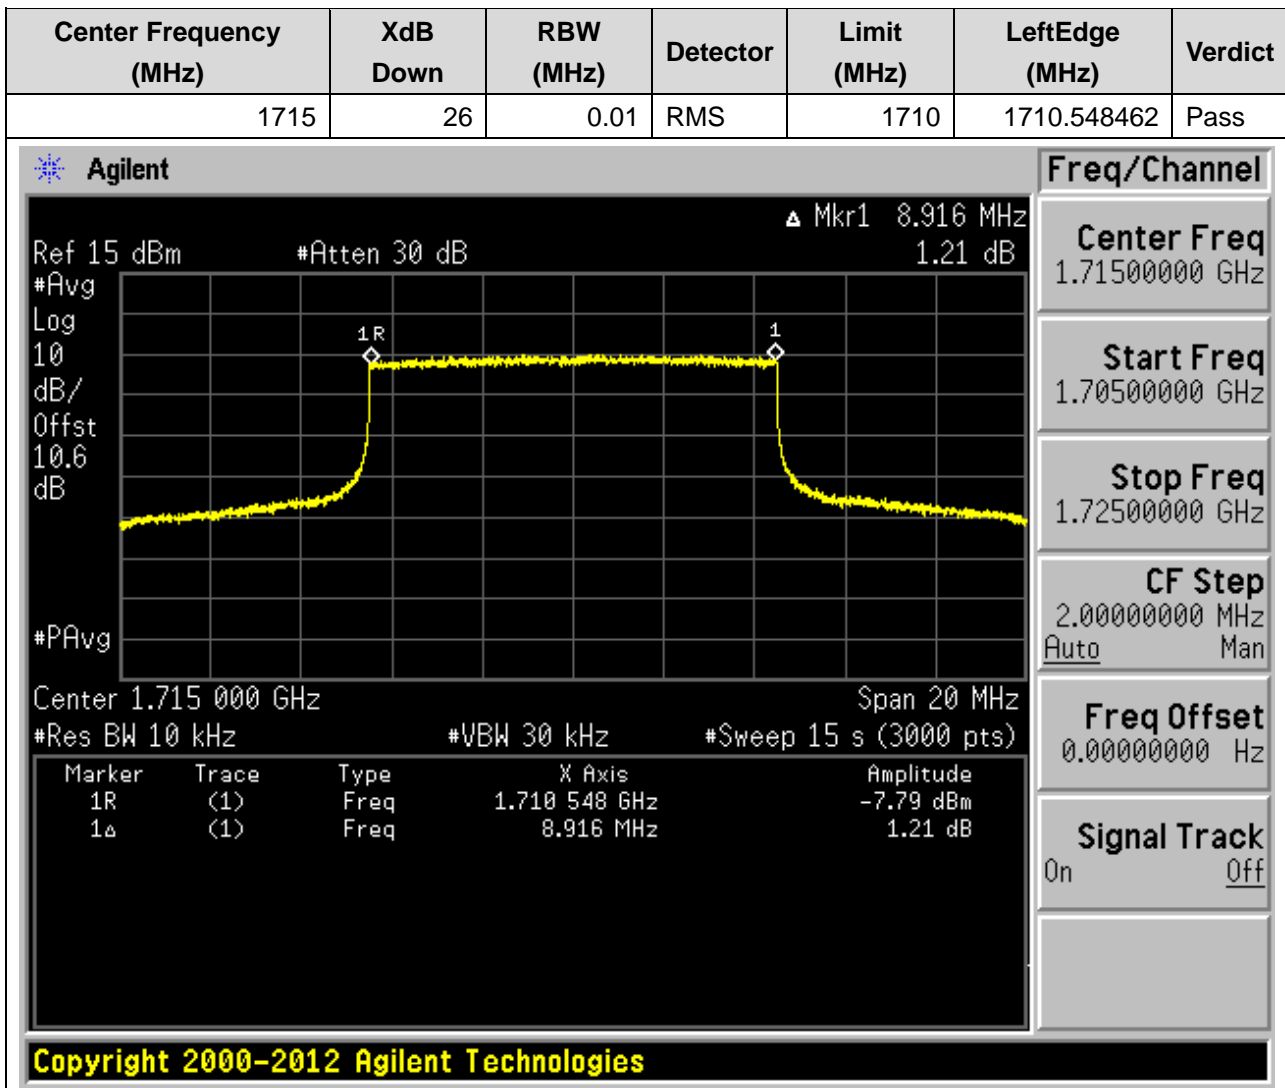 Center Frequency (MHz) XdB Down RBW (MHz) Detector Limit (MHz) LeftEdge (MHz) Verdict
1715 26 0.01 RMS 1710 1710.548462 Pass
Agilent
Freq/Channel
Δ Mkr1 8.916 MHz
Ref 15 dBm #Atten 30 dB 1.21 dB
#Avg
Log
10
dB/
Offst
10.6
dB
1R
1
#PAvg
Center 1.715 000 GHz Span 20 MHz
#Res BW 10 kHz #VBW 30 kHz #Sweep 15 s (3000 pts)
Marker Trace Type X Axis Amplitude
1R (1) Freq 1.710 548 GHz -7.79 dBm
1Δ (1) Freq 8.916 MHz 1.21 dB
Center Freq
1.71500000 GHz
Start Freq
1.70500000 GHz
Stop Freq
1.72500000 GHz
CF Step
2.00000000 MHz
Auto Man
Freq Offset
0.00000000 Hz
Signal Track
On Off
Copyright 2000-2012 Agilent Technologies